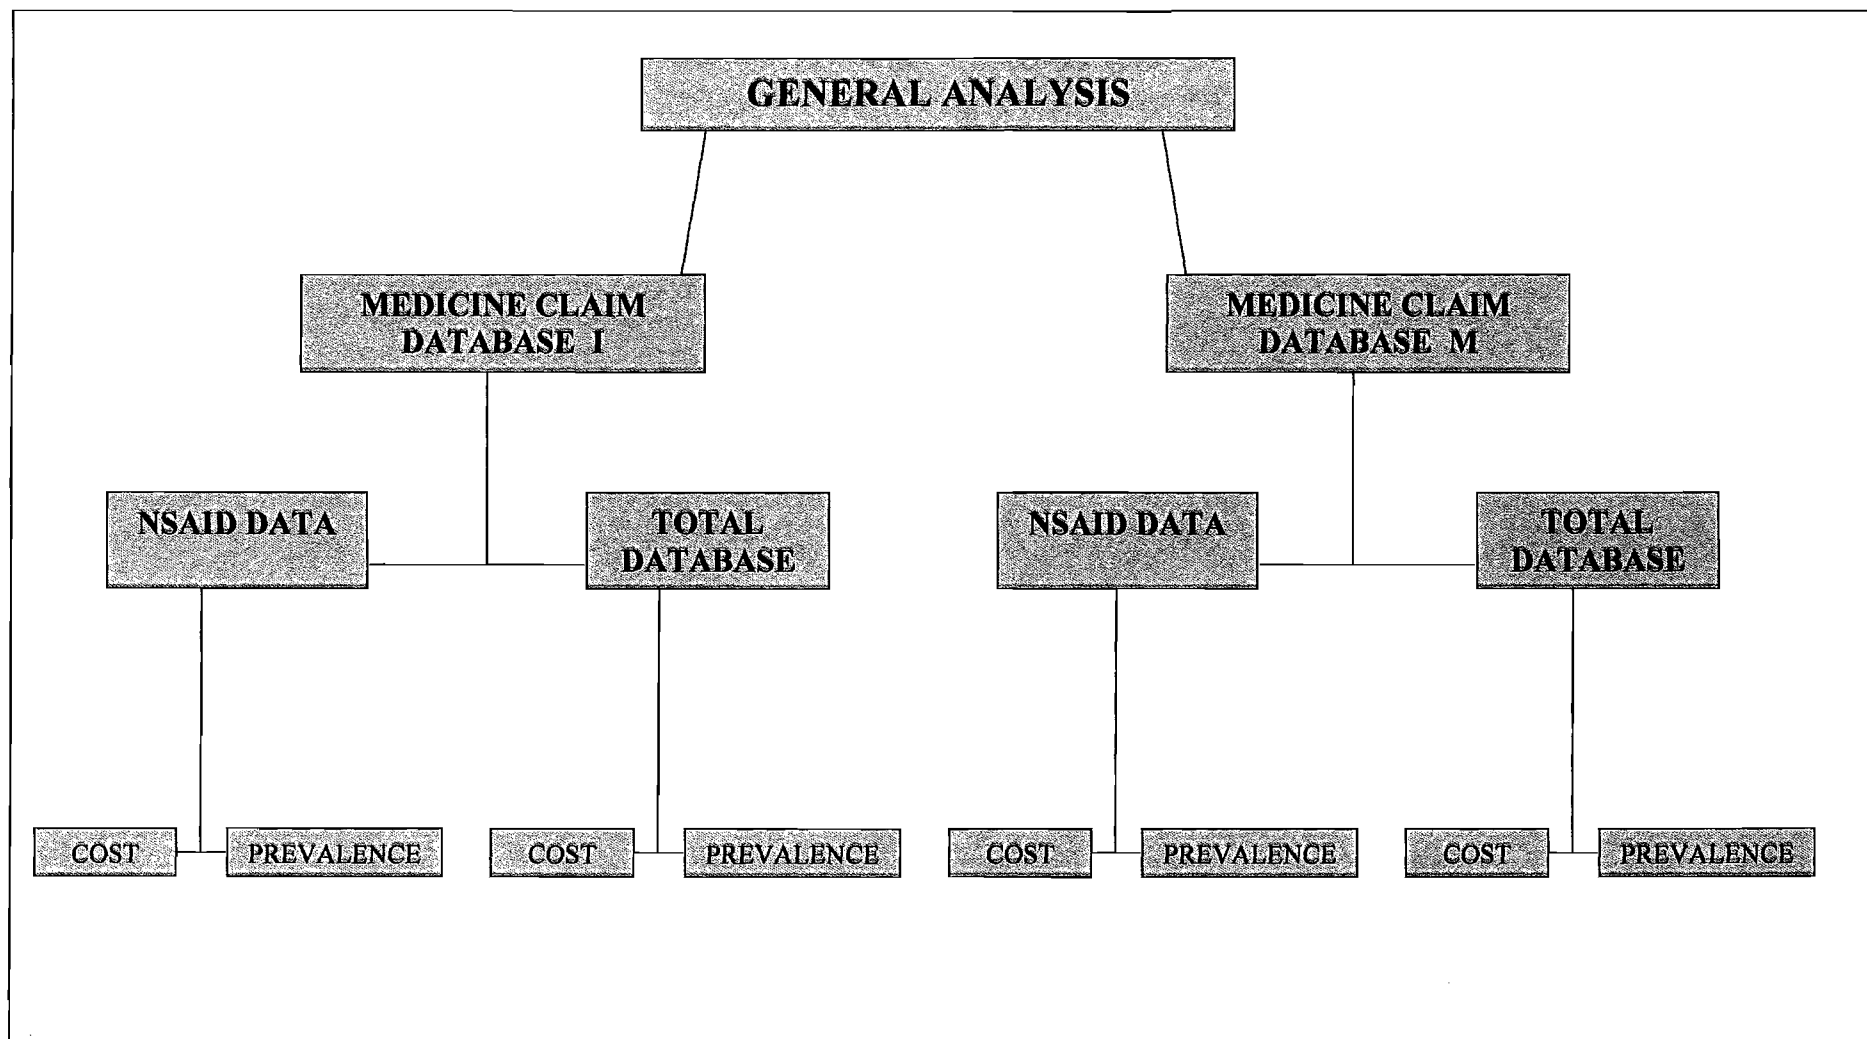 GENERAL ANALYSIS
MEDICINE CLAIM
DATABASE I
MEDICINE CLAIM
DATABASE M
NSAID DATA
TOTAL
DATABASE
NSAID DATA
TOTAL
DATABASE
COST
PREVALENCE
COST
PREVALENCE
COST
PREVALENCE
COST
PREVALENCE